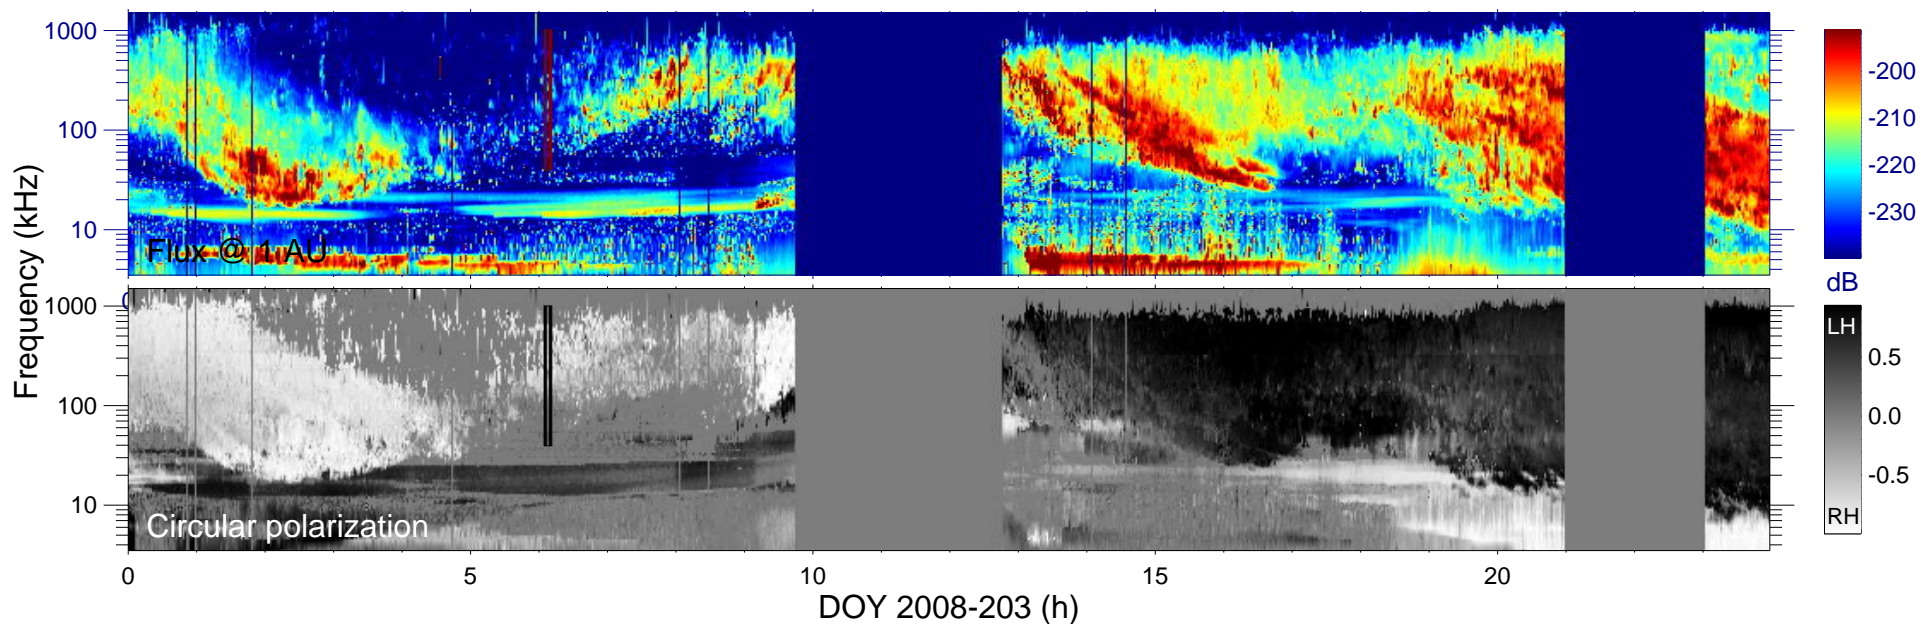 1000
100
10
Flux @ 1 AU
-200
-210
-220
-230
dB
0
Frequency (kHz)
1000
100
10
Circular polarization
LH
0.5
0.0
-0.5
RH
0
5
10
15
20
DOY 2008-203 (h)